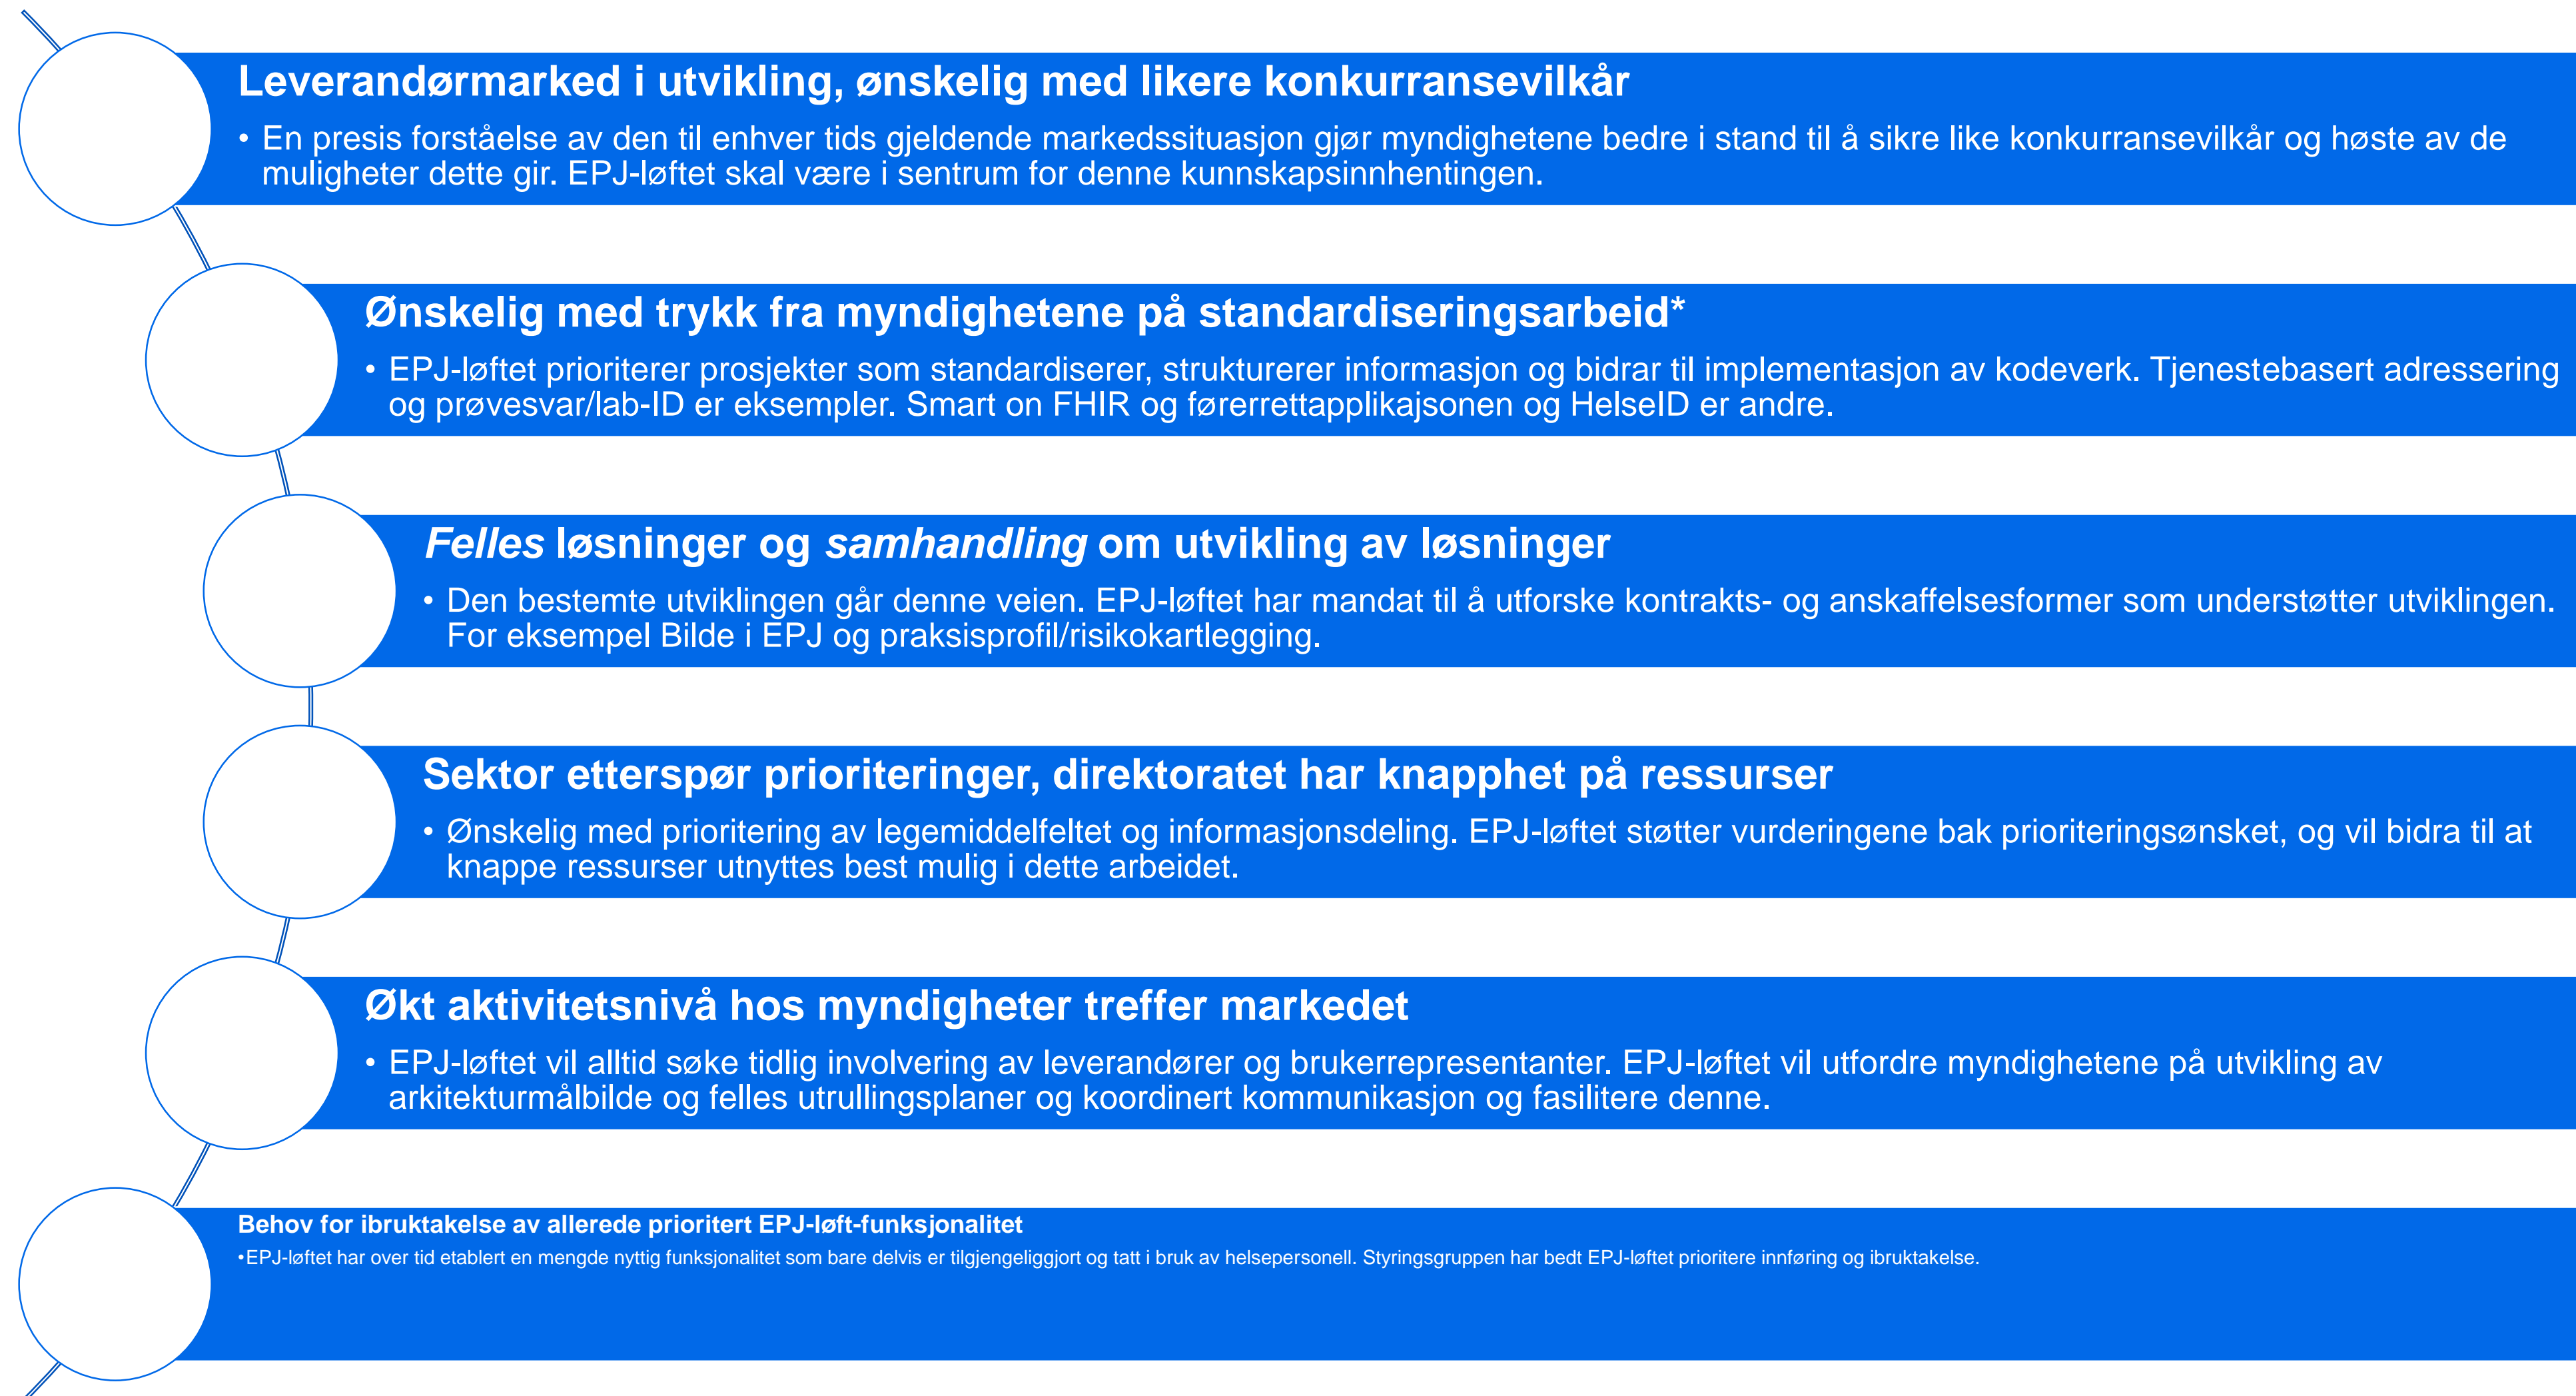 Leverandørmarked i utvikling, ønskelig med likere konkurransevilkår
• En presis forståelse av den til enhver tids gjeldende markedssituasjon gjør myndighetene bedre i stand til å sikre like konkurransevilkår og høste av de
muligheter dette gir. EPJ-løftet skal være i sentrum for denne kunnskapsinnhentingen.
Ønskelig med trykk fra myndighetene på standardiseringsarbeid*
• EPJ-løftet prioriterer prosjekter som standardiserer, strukturerer informasjon og bidrar til implementasjon av kodeverk. Tjenestebasert adressering
og prøvesvar/lab-ID er eksempler. Smart on FHIR og førerrettapplikajsonen og HelseID er andre.
Felles løsninger og samhandling om utvikling av løsninger
• Den bestemte utviklingen går denne veien. EPJ-løftet har mandat til å utforske kontrakts- og anskaffelsesformer som understøtter utviklingen.
For eksempel Bilde i EPJ og praksisprofil/risikokartlegging.
Sektor etterspør prioriteringer, direktoratet har knapphet på ressurser
• Ønskelig med prioritering av legemiddelfeltet og informasjonsdeling. EPJ-løftet støtter vurderingene bak prioriteringsønsket, og vil bidra til at
knappe ressurser utnyttes best mulig i dette arbeidet.
Økt aktivitetsnivå hos myndigheter treffer markedet
• EPJ-løftet vil alltid søke tidlig involvering av leverandører og brukerrepresentanter. EPJ-løftet vil utfordre myndighetene på utvikling av
arkitekturmålbilde og felles utrullingsplaner og koordinert kommunikasjon og fasilitere denne.
Behov for ibruktakelse av allerede prioritert EPJ-løft-funksjonalitet
•EPJ-løftet har over tid etablert en mengde nyttig funksjonalitet som bare delvis er tilgjengeliggjort og tatt i bruk av helsepersonell. Styringsgruppen har bedt EPJ-løftet prioritere innføring og ibruktakelse.